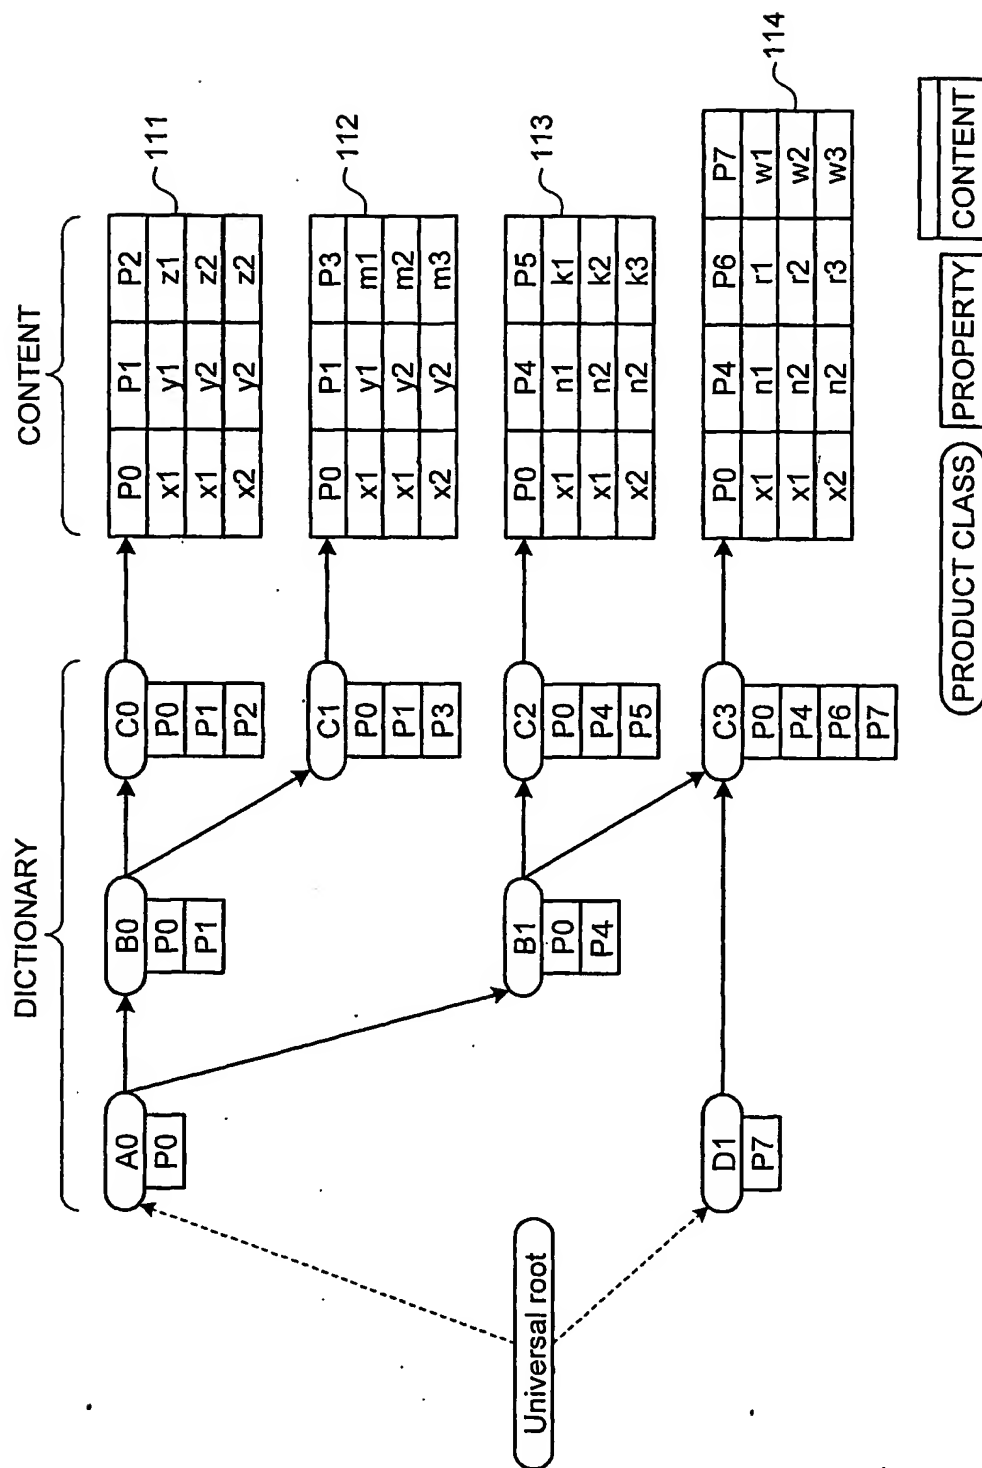 DICTIONARY
CONTENT
Universal root
A0
P0
B0
P0
P1
C0
P0
P1
P2
P0 P1 P2
x1 y1 z1
x1 y2 z2
x2 y2 z2
111
C1
P0
P1
P3
P0 P1 P3
x1 y1 m1
x1 y2 m2
x2 y2 m3
112
B1
P0
P4
C2
P0
P4
P5
P0 P4 P5
x1 n1 k1
x1 n2 k2
x2 n2 k3
113
D1
P7
C3
P0
P4
P6
P7
P0 P4 P6 P7
x1 n1 r1 w1
x1 n2 r2 w2
x2 n2 r3 w3
114
PRODUCT CLASS
PROPERTY
CONTENT